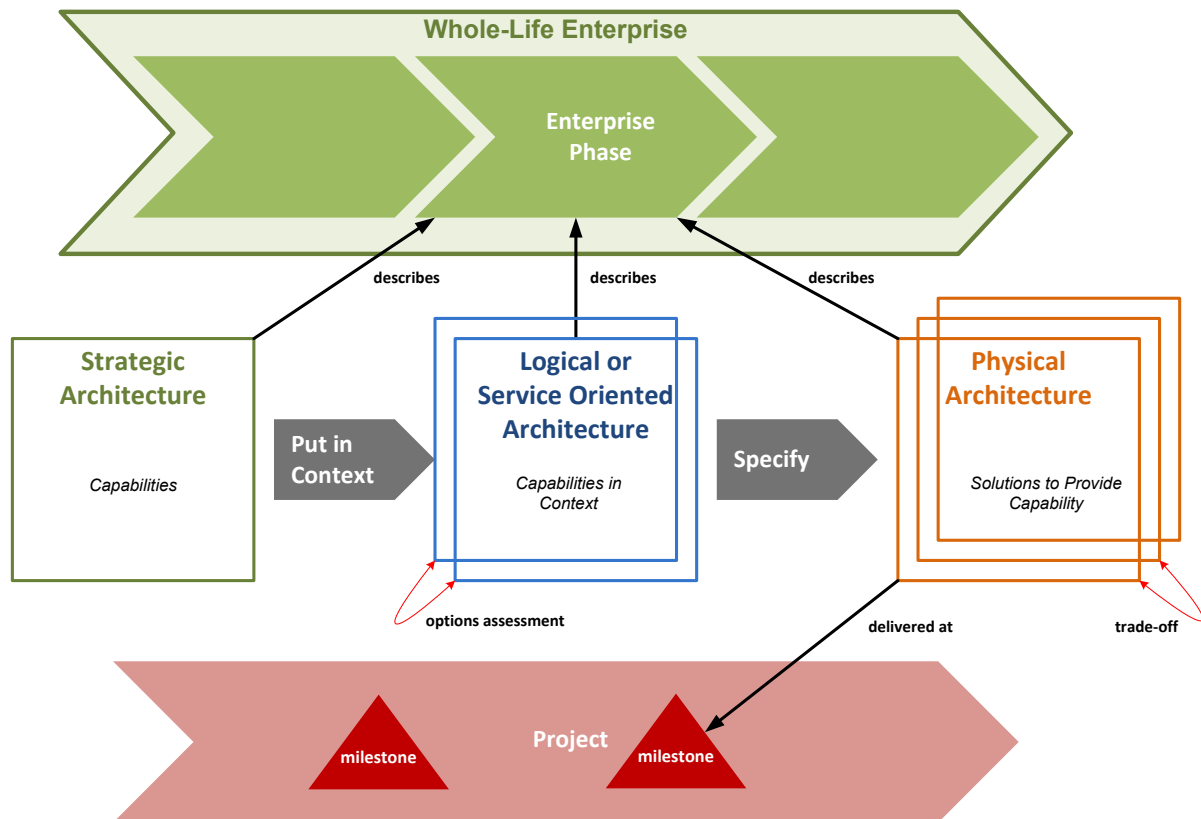 Whole-Life Enterprise
Enterprise
Phase
describes
describes
describes
Strategic
Architecture
Capabilities
Put in
Context
Logical or
Service Oriented
Architecture
Capabilities in
Context
Specify
Physical
Architecture
Solutions to Provide
Capability
options assessment
delivered at
trade-off
Project
milestone
milestone